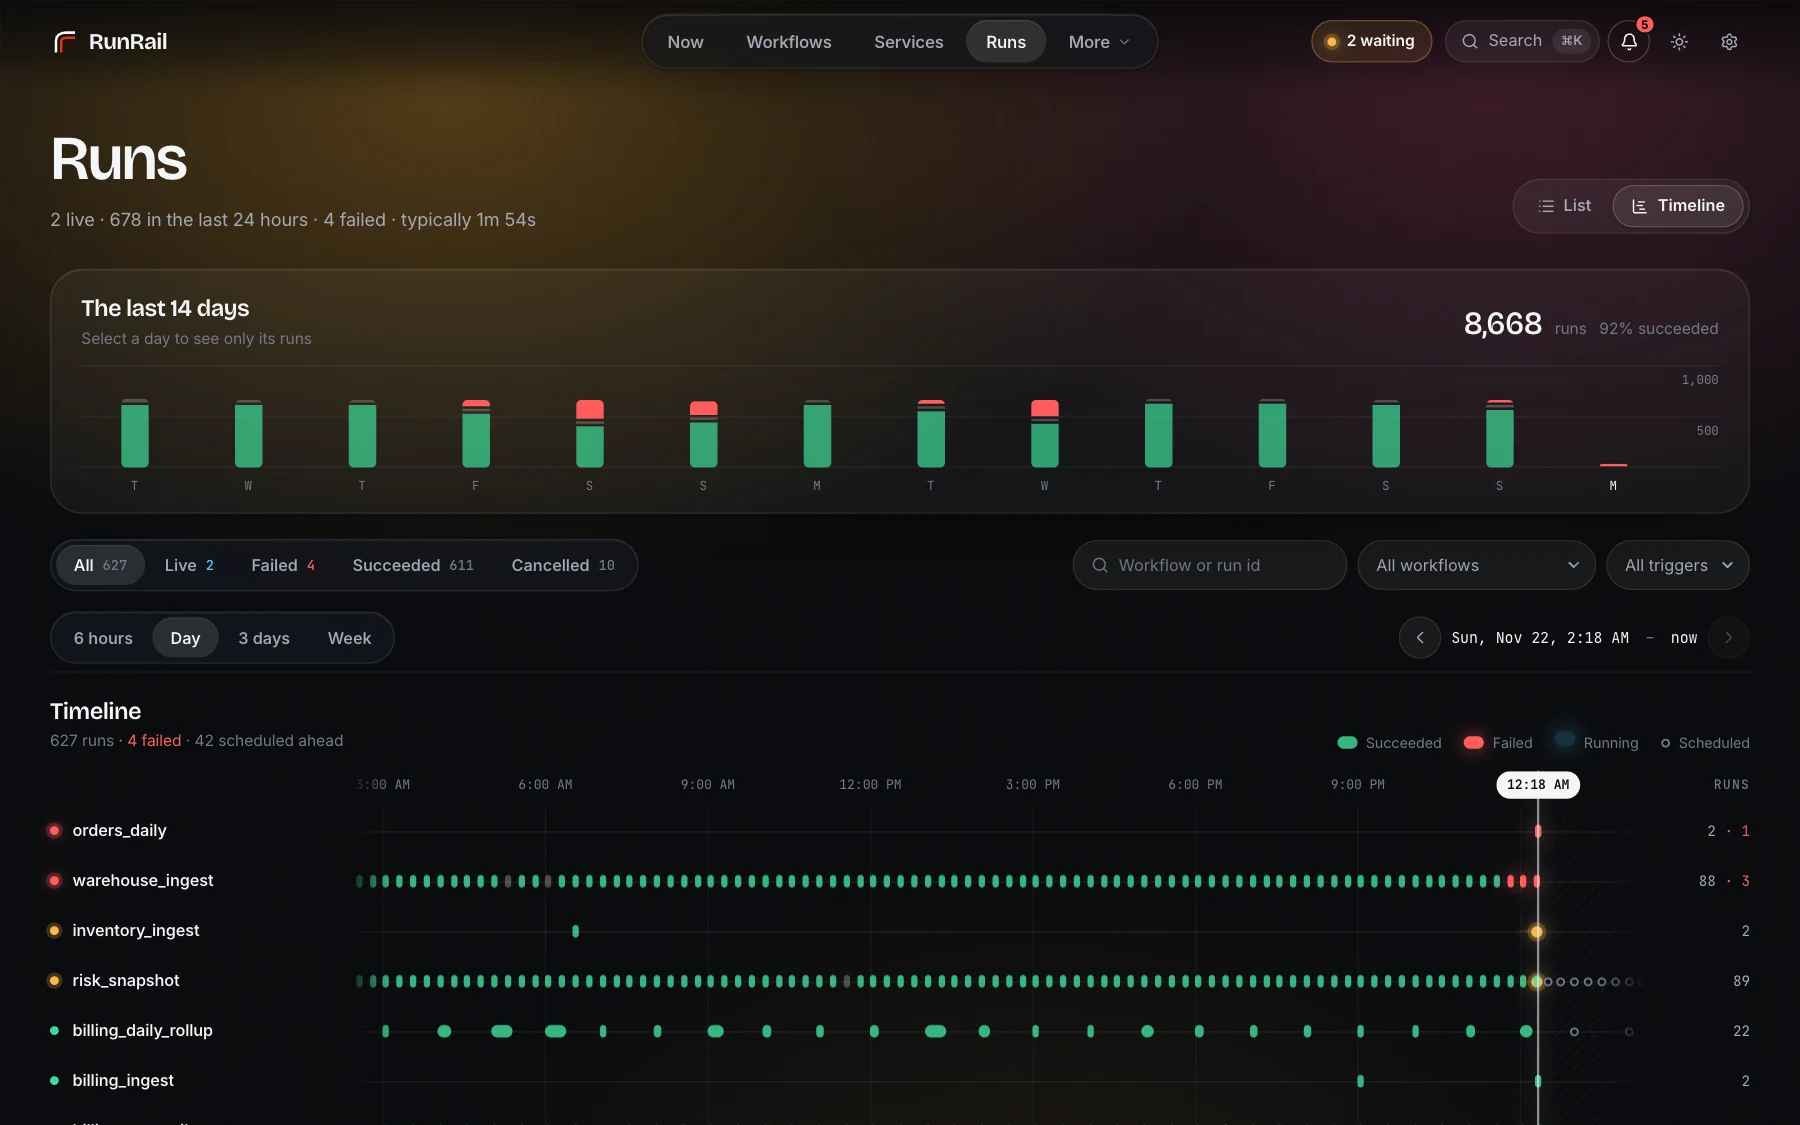 RunRail
Now Workflows Services Runs More
2 waiting
Search ⌘K
5
Runs
2 live · 678 in the last 24 hours · 4 failed · typically 1m 54s
List Timeline
The last 14 days
Select a day to see only its runs
8,668 runs 92% succeeded
1,000
500
T W T F S S M T W T F S S M
All 627 Live 2 Failed 4 Succeeded 611 Cancelled 10
Workflow or run id
All workflows
All triggers
6 hours Day 3 days Week
Sun, Nov 22, 2:18 AM – now
Timeline
627 runs · 4 failed · 42 scheduled ahead
Succeeded Failed Running Scheduled
3:00 AM 6:00 AM 9:00 AM 12:00 PM 3:00 PM 6:00 PM 9:00 PM 12:18 AM RUNS
orders_daily 2 · 1
warehouse_ingest 88 · 3
inventory_ingest 2
risk_snapshot 89
billing_daily_rollup 22
billing_ingest 2